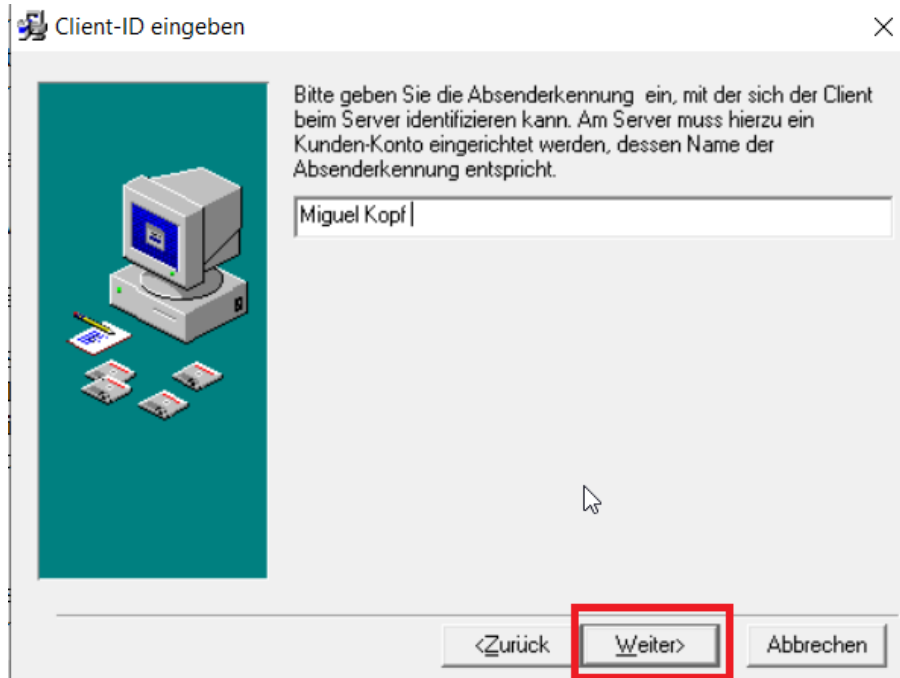 Client-ID eingeben
Bitte geben Sie die Absenderkennung  ein, mit der sich der Client
beim Server identifizieren kann. Am Server muss hierzu ein
Kunden-Konto eingerichtet werden, dessen Name der
Absenderkennung entspricht.
Miguel Kopf
<Zurück Weiter> Abbrechen